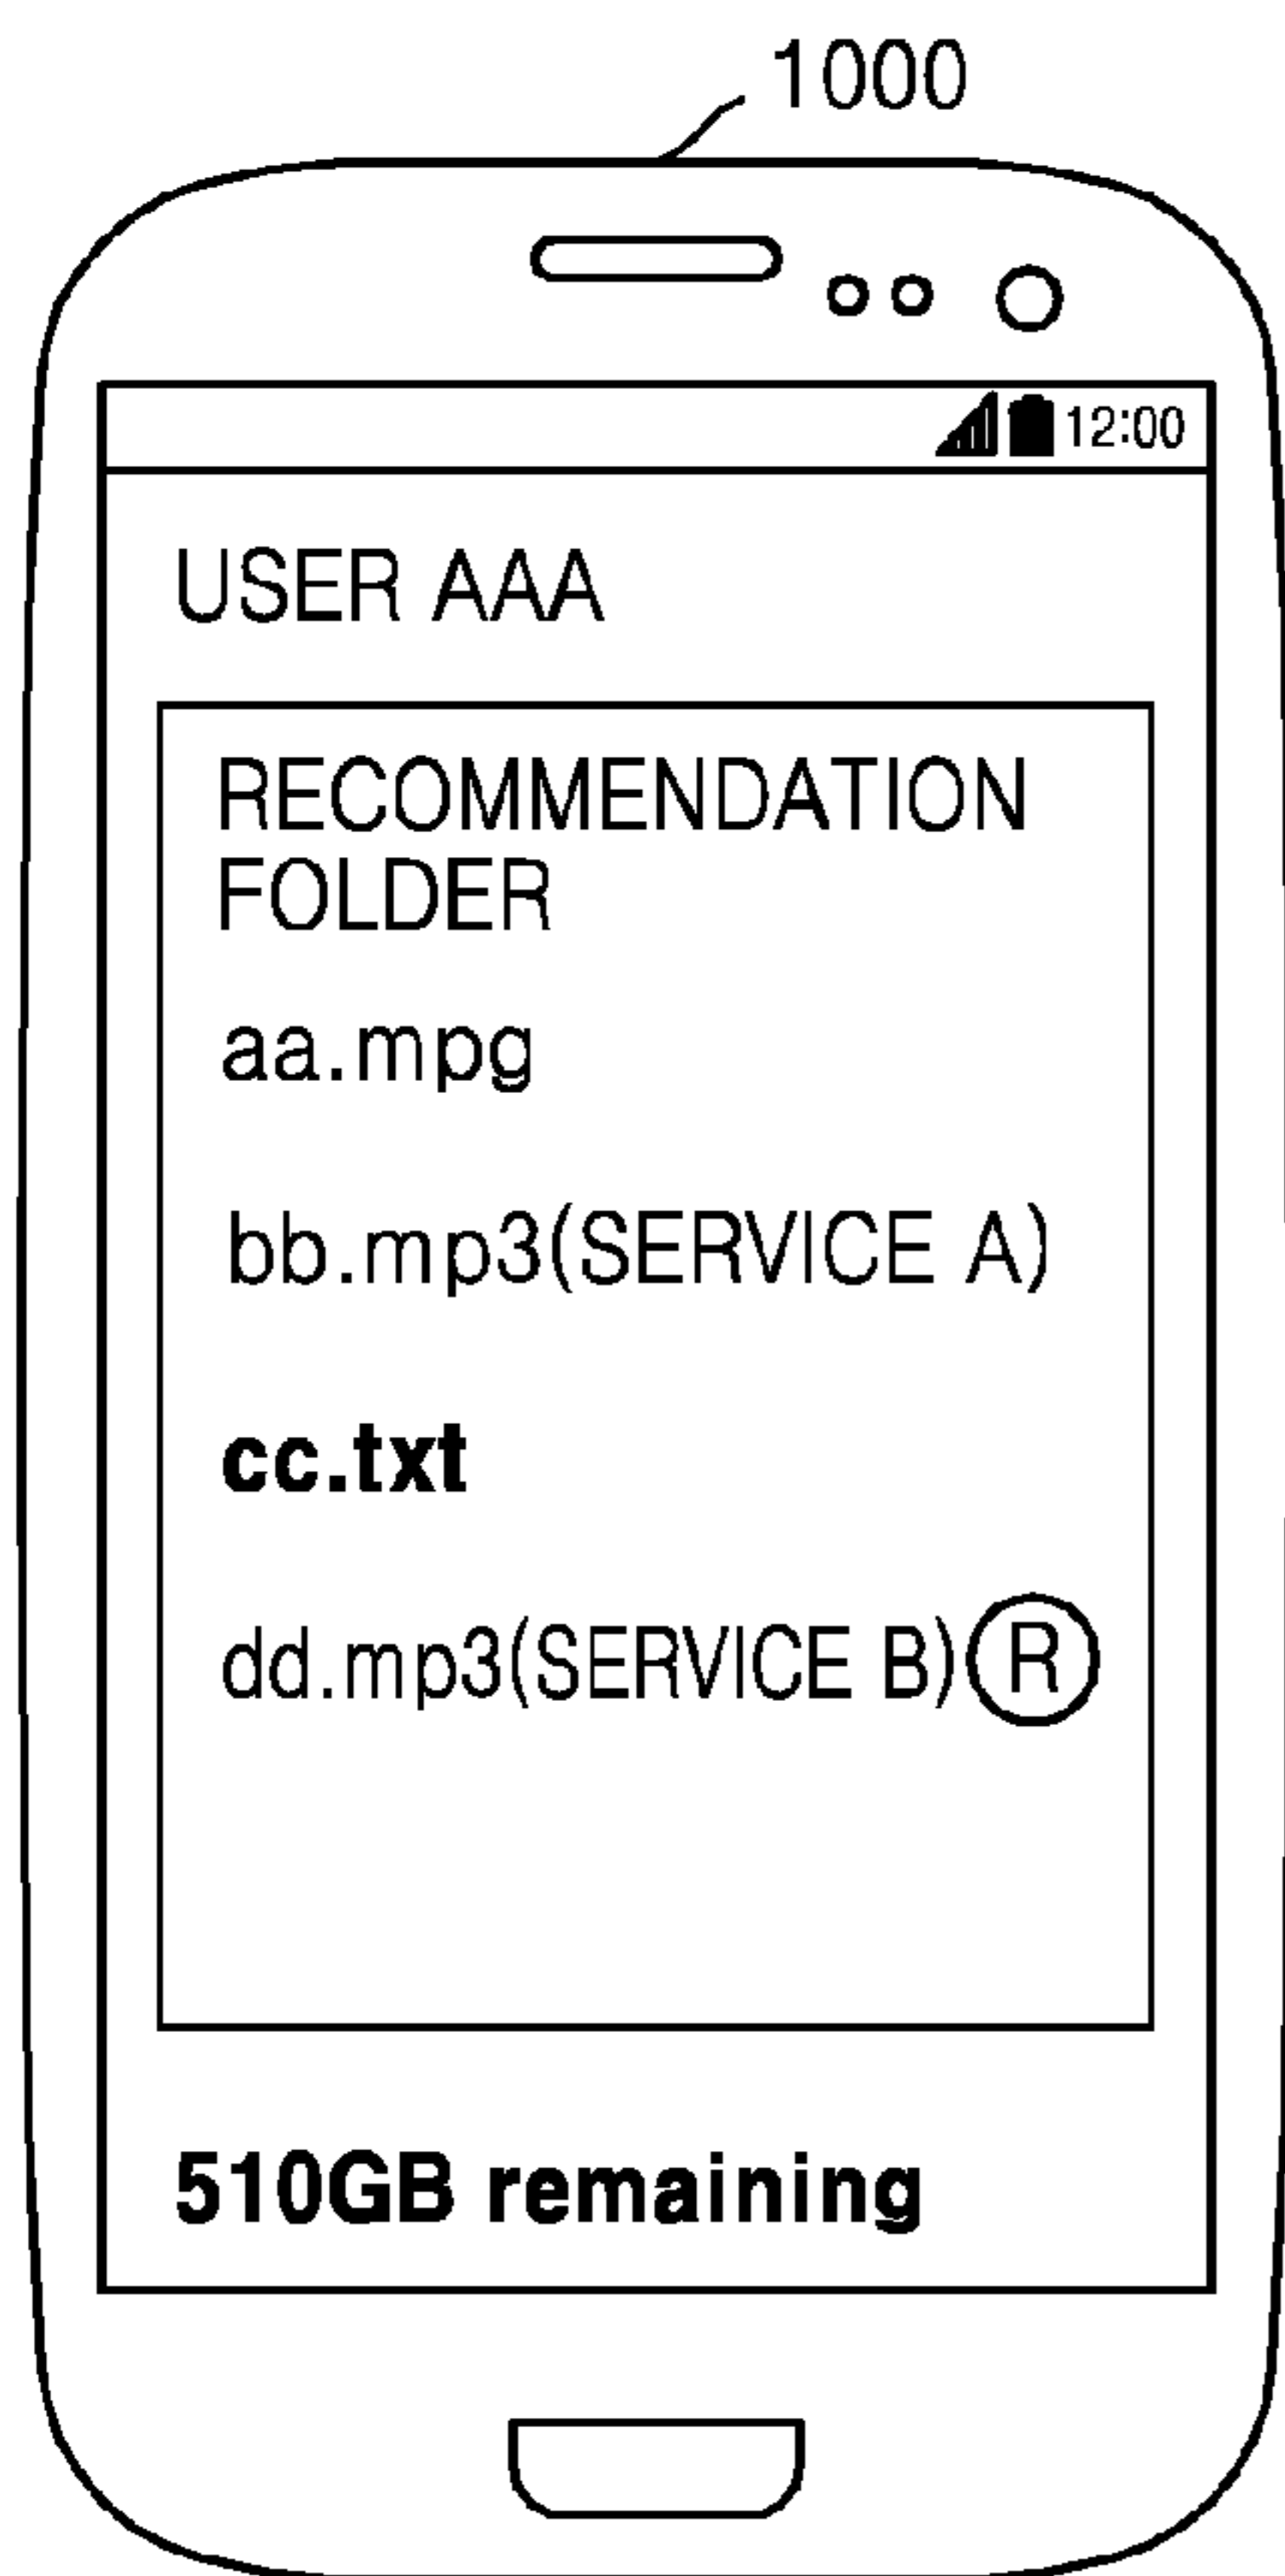 1000
12:00
USER AAA
RECOMMENDATION
FOLDER
aa.mpg
bb.mp3(SERVICE A)
cc.txt
dd.mp3(SERVICE B) Ⓡ
510GB remaining